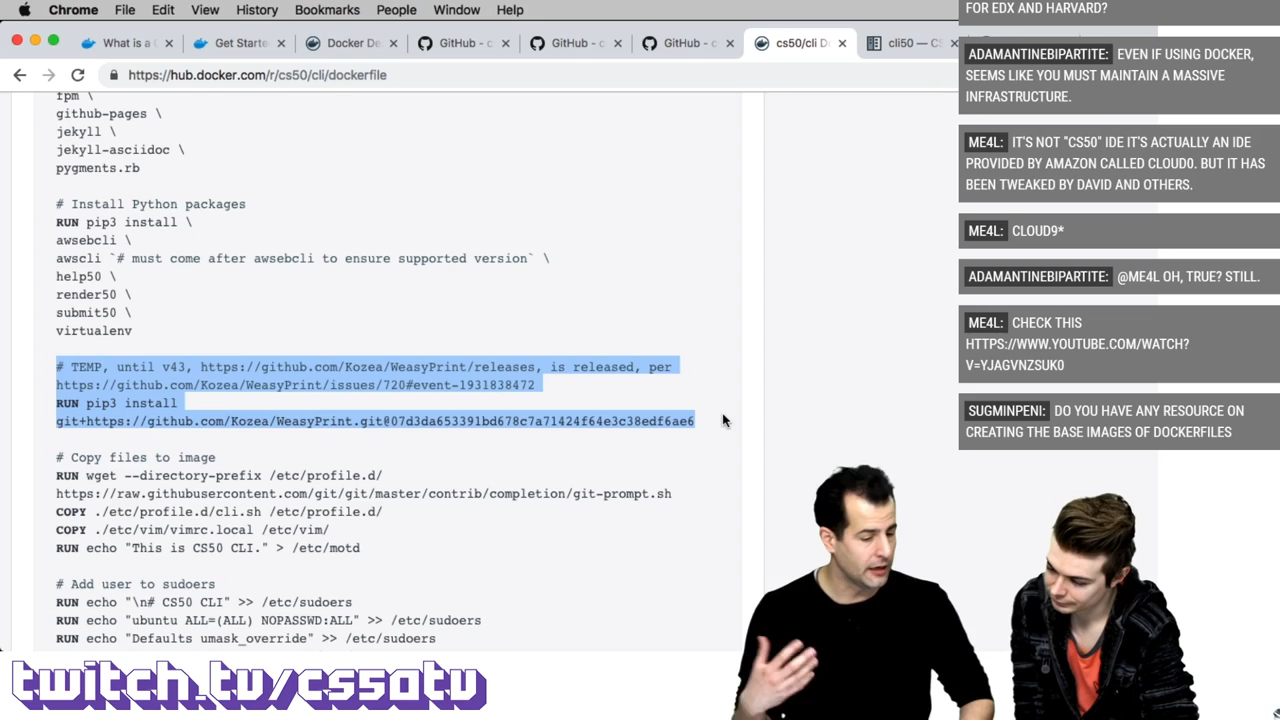 Chrome File Edit View History Bookmarks People Window Help
What is a C
Get Starte
Docker De
GitHub - c
GitHub - c
GitHub - c
cs50/cli D
cli50 — CS
https://hub.docker.com/r/cs50/cli/dockerfile
fpm \
github-pages \
jekyll \
jekyll-asciidoc \
pygments.rb
# Install Python packages
RUN pip3 install \
awsebcli \
awscli `# must come after awsebcli to ensure supported version` \
help50 \
render50 \
submit50 \
virtualenv
# TEMP, until v43, https://github.com/Kozea/WeasyPrint/releases, is released, per
https://github.com/Kozea/WeasyPrint/issues/720#event-1931838472
RUN pip3 install
git+https://github.com/Kozea/WeasyPrint.git@07d3da653391bd678c7a71424f64e3c38edf6ae6
# Copy files to image
RUN wget --directory-prefix /etc/profile.d/
https://raw.githubusercontent.com/git/git/master/contrib/completion/git-prompt.sh
COPY ./etc/profile.d/cli.sh /etc/profile.d/
COPY ./etc/vim/vimrc.local /etc/vim/
RUN echo "This is CS50 CLI." > /etc/motd
# Add user to sudoers
RUN echo "\n# CS50 CLI" >> /etc/sudoers
RUN echo "ubuntu ALL=(ALL) NOPASSWD:ALL" >> /etc/sudoers
RUN echo "Defaults umask_override" >> /etc/sudoers
FOR EDX AND HARVARD?
ADAMANTINEBIPARTITE: EVEN IF USING DOCKER,
SEEMS LIKE YOU MUST MAINTAIN A MASSIVE
INFRASTRUCTURE.
ME4L: IT'S NOT "CS50" IDE IT'S ACTUALLY AN IDE
PROVIDED BY AMAZON CALLED CLOUD0. BUT IT HAS
BEEN TWEAKED BY DAVID AND OTHERS.
ME4L: CLOUD9*
ADAMANTINEBIPARTITE: @ME4L OH, TRUE? STILL.
ME4L: CHECK THIS
HTTPS://WWW.YOUTUBE.COM/WATCH?
V=YJAGVNZSUK0
SUGMINPENI: DO YOU HAVE ANY RESOURCE ON
CREATING THE BASE IMAGES OF DOCKERFILES
twitch.tv/cs50tv